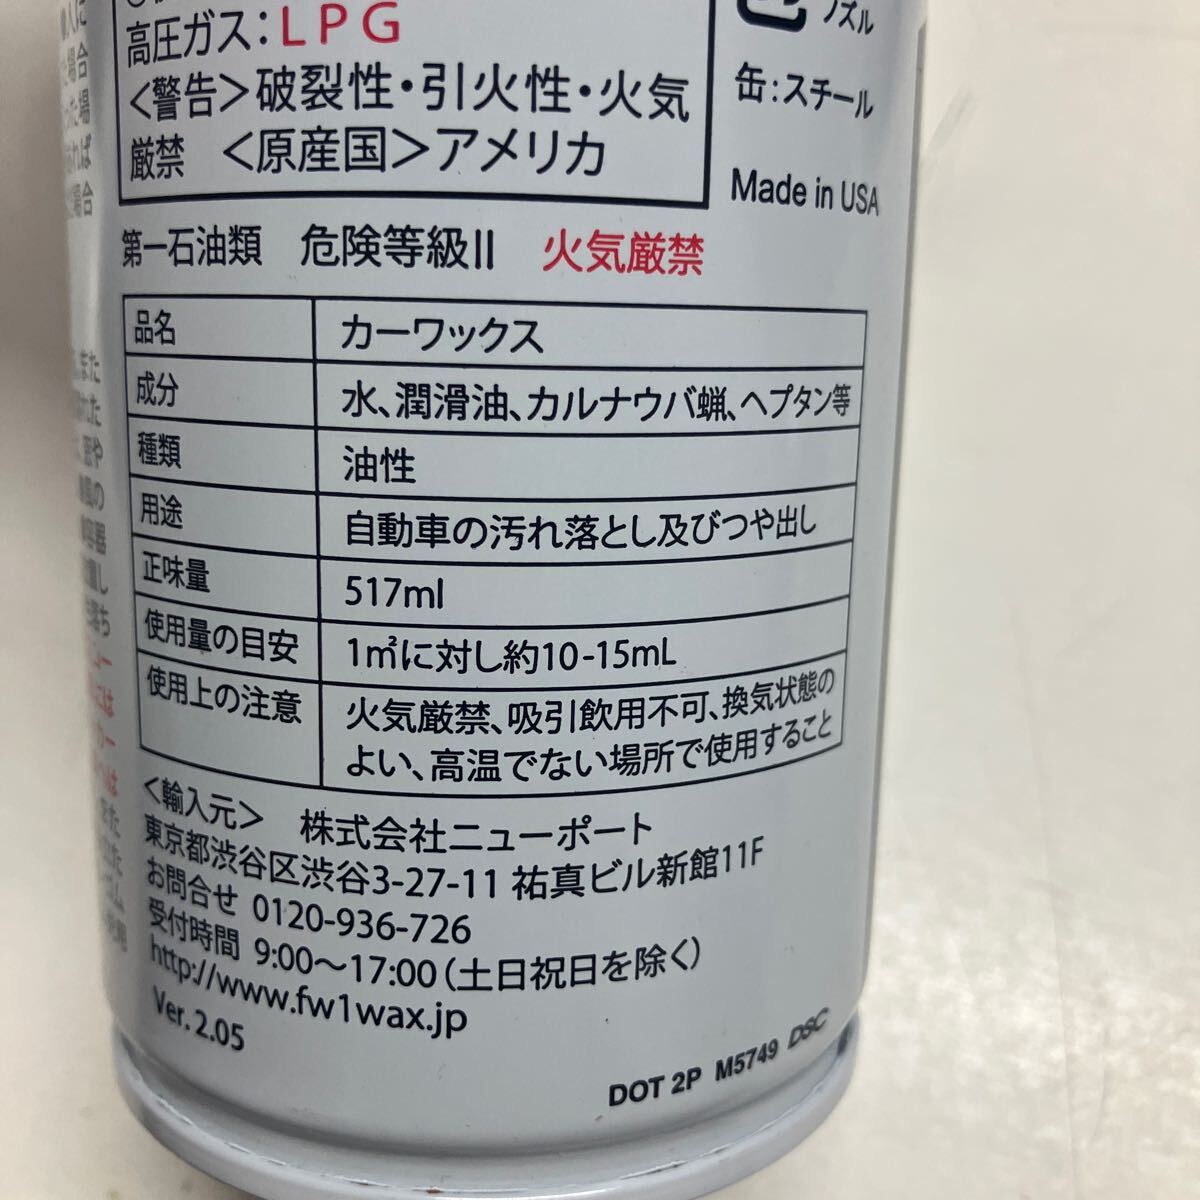 高圧ガス:LPG
<警告>破裂性・引火性・火気
厳禁 <原産国>アメリカ
ノズル
缶:スチール
Made in USA
第一石油類 危険等級II 火気厳禁
品名 カーワックス
成分 水、潤滑油、カルナウバ蝋、ヘプタン等
種類 油性
用途 自動車の汚れ落とし及びつや出し
正味量 517ml
使用量の目安 1㎡に対し約10-15mL
使用上の注意 火気厳禁、吸引飲用不可、換気状態の
よい、高温でない場所で使用すること
<輸入元> 株式会社ニューポート
東京都渋谷区渋谷3-27-11 祐真ビル新館11F
お問合せ 0120-936-726
受付時間 9:00〜17:00(土日祝日を除く)
http://www.fw1wax.jp
Ver. 2.05
DOT 2P M5749 DSC